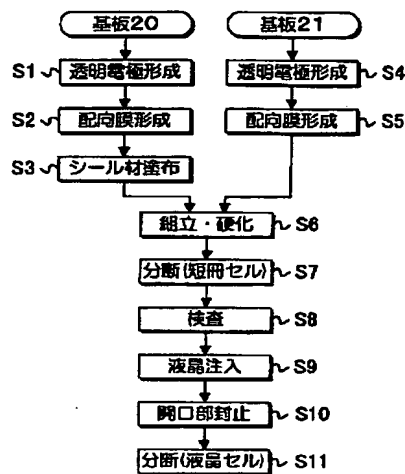 基板20 基板21
S1 透明電極形成 透明電極形成 S4
S2 配向膜形成 配向膜形成 S5
S3 シール材塗布
組立・硬化 S6
分断(短冊セル) S7
検査 S8
液晶注入 S9
開口部封止 S10
分断(液晶セル) S11